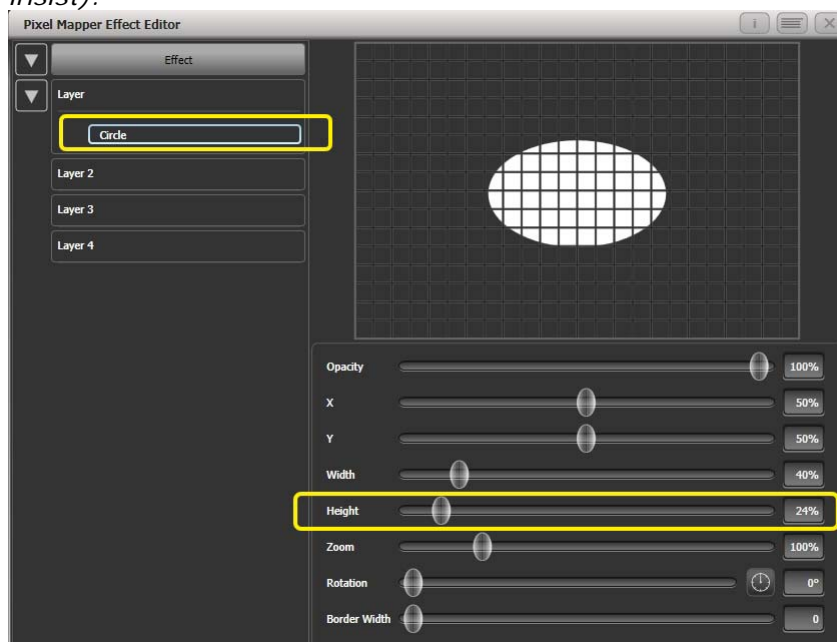 insist).
Pixel Mapper Effect Editor
i
X
Effect
Layer
Circle
Layer 2
Layer 3
Layer 4
Opacity 100%
X 50%
Y 50%
Width 40%
Height 24%
Zoom 100%
Rotation 0°
Border Width 0